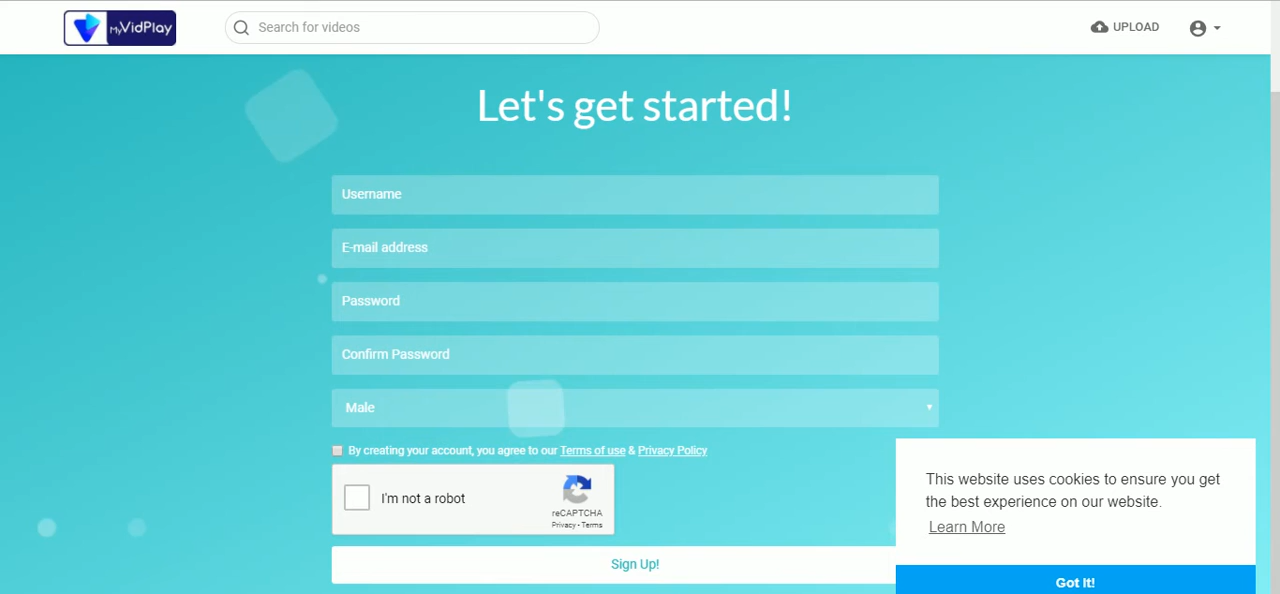 MyVidPlay
Search for videos
UPLOAD
Let's get started!
Username
E-mail address
Password
Confirm Password
Male
By creating your account, you agree to our Terms of use & Privacy Policy
I'm not a robot
reCAPTCHA
Privacy - Terms
Sign Up!
This website uses cookies to ensure you get
the best experience on our website.
Learn More
Got It!